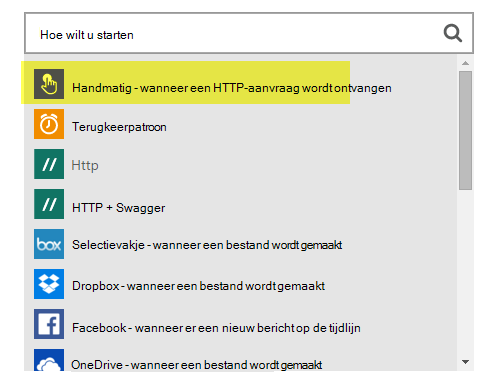 Hoe wilt u starten
Handmatig - wanneer een HTTP-aanvraag wordt ontvangen
Terugkeerpatroon
// Http
// HTTP + Swagger
box Selectievakje - wanneer een bestand wordt gemaakt
Dropbox - wanneer een bestand wordt gemaakt
Facebook - wanneer er een nieuw bericht op de tijdlijn
OneDrive - wanneer een bestand wordt gemaakt